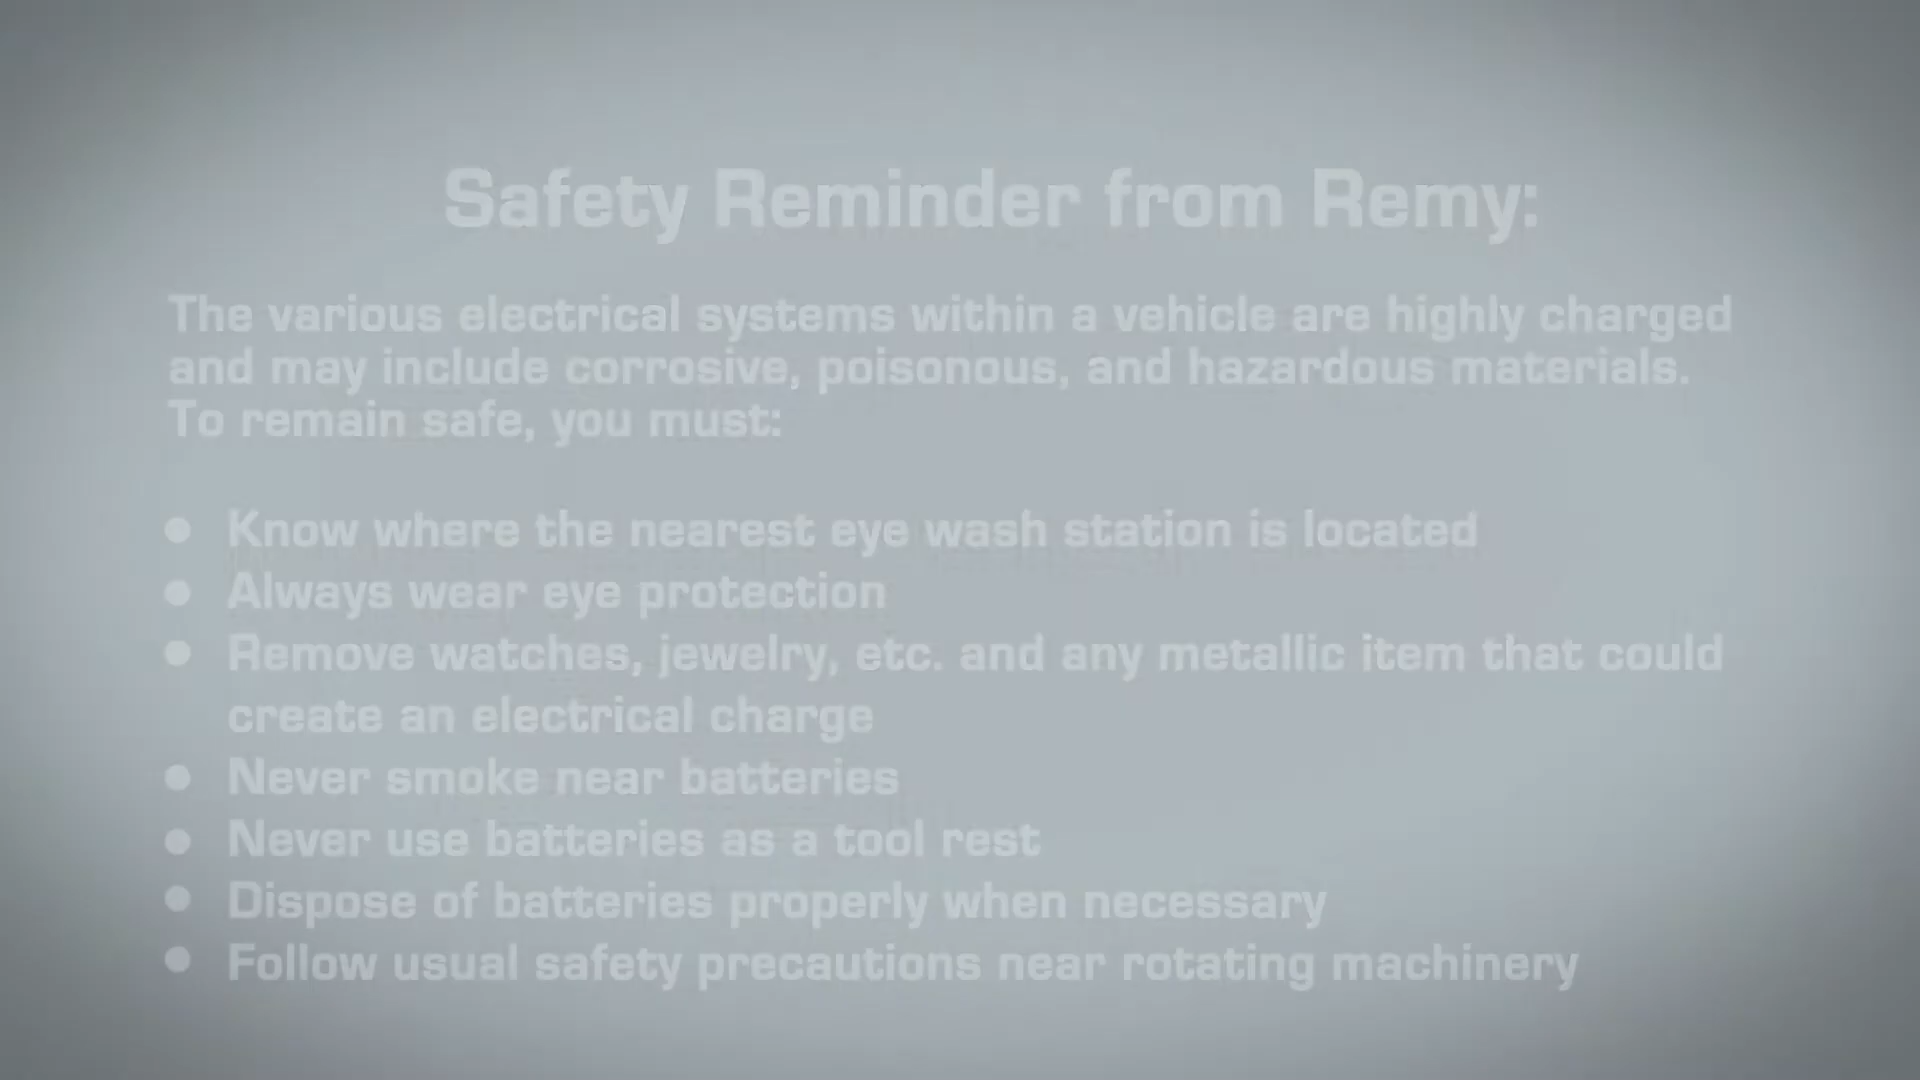 Safety Reminder from Remy:
The various electrical systems within a vehicle are highly charged
and may include corrosive, poisonous, and hazardous materials.
To remain safe, you must:
● Know where the nearest eye wash station is located
● Always wear eye protection
● Remove watches, jewelry, etc. and any metallic item that could
create an electrical charge
● Never smoke near batteries
● Never use batteries as a tool rest
● Dispose of batteries properly when necessary
● Follow usual safety precautions near rotating machinery